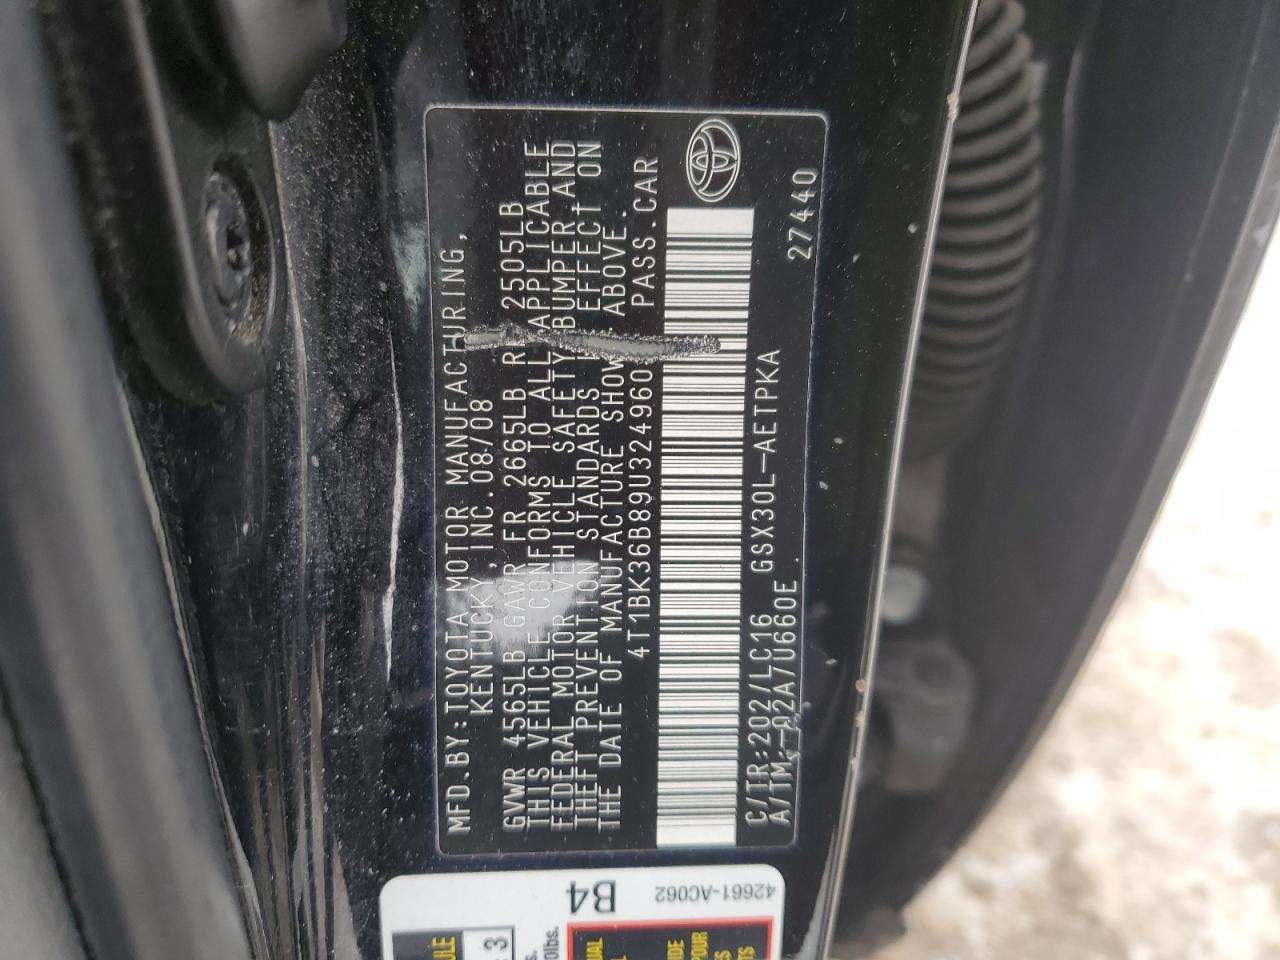 MFD.BY:TOYOTA MOTOR MANUFACTURING,
KENTUCKY, INC. 08/08
GVWR 4565LB GAWR FR 2665LB RR 2505LB
THIS VEHICLE CONFORMS TO ALL APPLICABLE
FEDERAL MOTOR VEHICLE SAFETY, BUMPER, AND
THEFT PREVENTION STANDARDS IN EFFECT ON
THE DATE OF MANUFACTURE SHOWN ABOVE.
4T1BK36B89U324960 PASS.CAR
C/TR:202/LC16 GSX30L-AETPKA
A/TM:-02A/U660E 27440
B4
42661-AC062